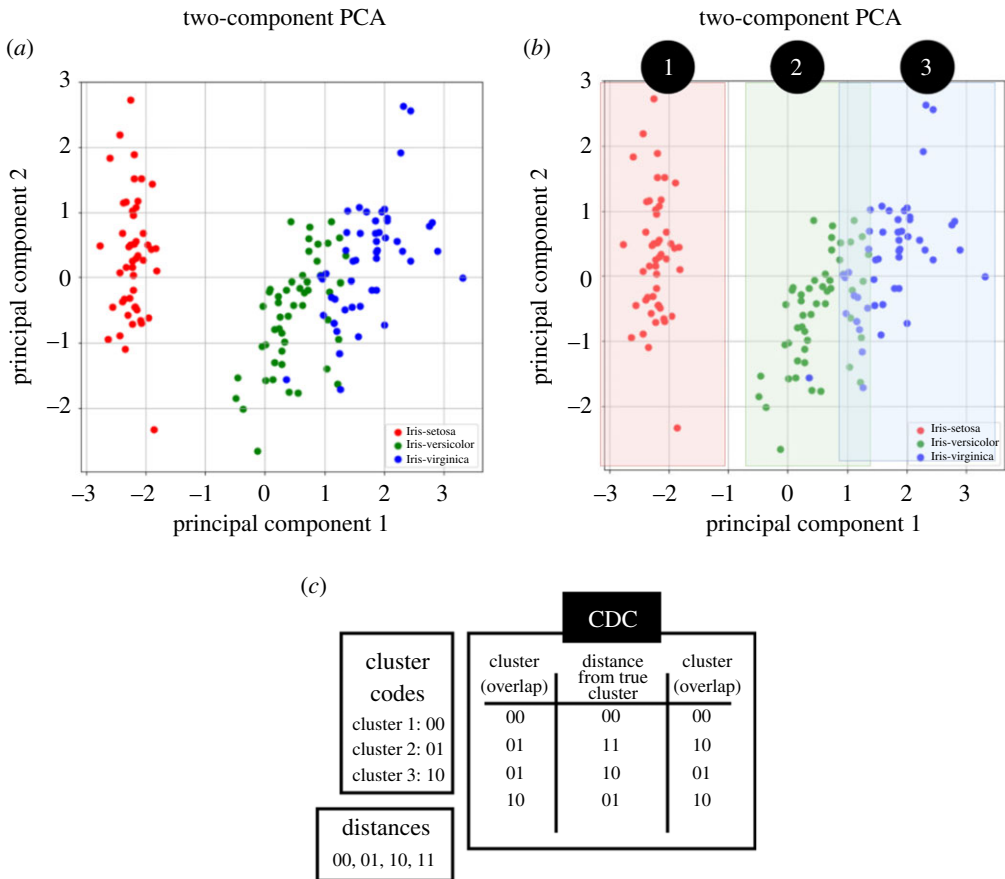 two-component PCA
(a)
3
2
1
0
–1
–2
principal component 2
–3
–2
–1
0
1
2
3
principal component 1
Iris-setosa
Iris-versicolor
Iris-virginica
two-component PCA
(b)
1
2
3
3
2
1
0
–1
–2
principal component 2
–3
–2
–1
0
1
2
3
principal component 1
Iris-setosa
Iris-versicolor
Iris-virginica
(c)
cluster
codes
cluster 1: 00
cluster 2: 01
cluster 3: 10
distances
00, 01, 10, 11
CDC
cluster
(overlap)
distance
from true
cluster
cluster
(overlap)
00 00 00
01 11 10
01 10 01
10 01 10